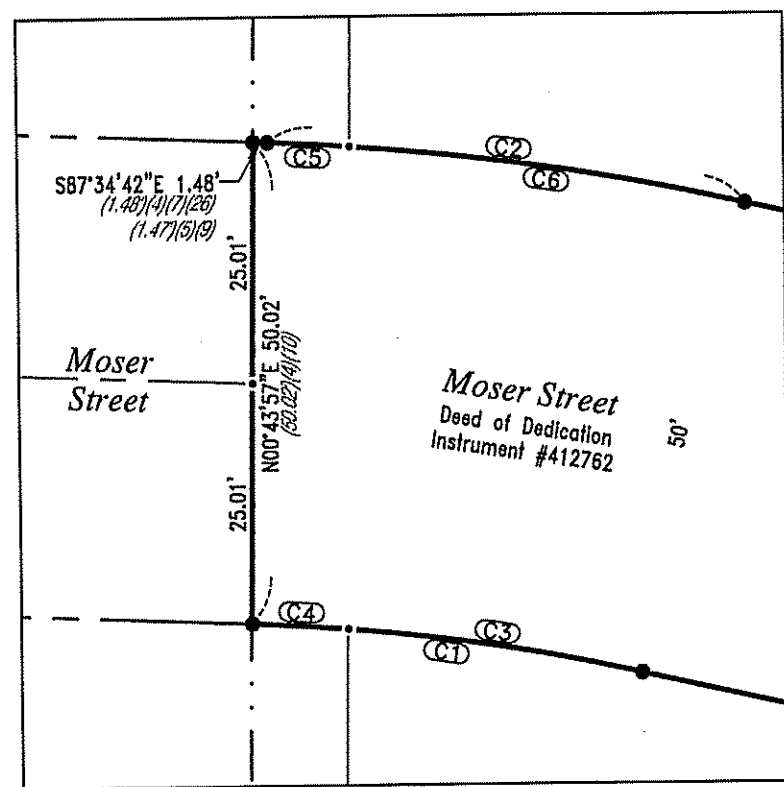 C5
C2
C6
S87°34'42"E 1.48'
(1.48')(4)(7)(26)
(1.47')(5)(9)
25.01'
N00°43'57"E 50.02'
(50.02')(4)(10)
25.01'
Moser
Street
Moser Street
Deed of Dedication
Instrument #412762
50'
C4
C3
C1